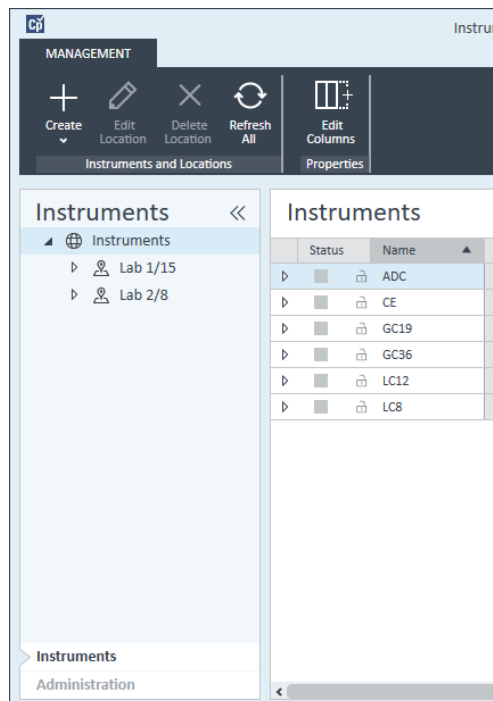 Cp
Instru
MANAGEMENT
Create
Edit Location
Delete Location
Refresh All
Edit Columns
Instruments and Locations
Properties
Instruments
Instruments
Lab 1/15
Lab 2/8
Instruments
Administration
Instruments
Status Name
ADC
CE
GC19
GC36
LC12
LC8